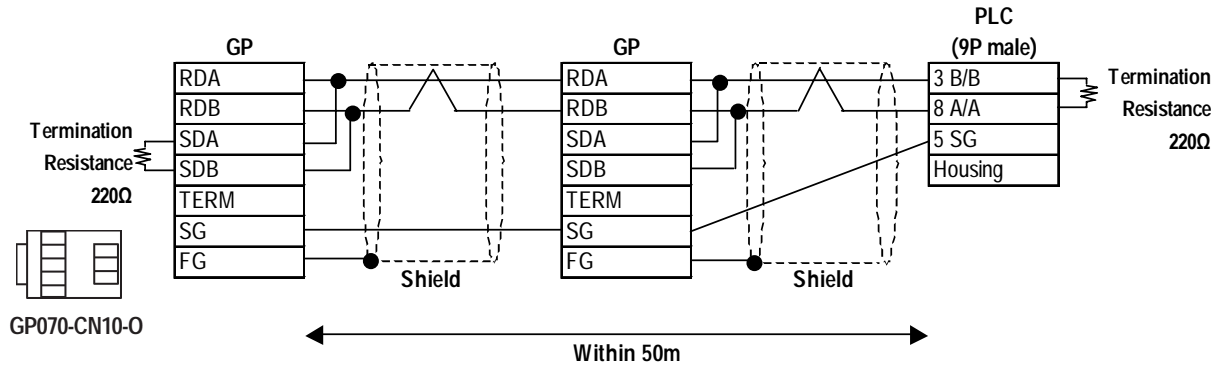 GP
RDA
RDB
SDA
SDB
TERM
SG
FG
Termination
Resistance
220Ω
GP070-CN10-O
Shield
GP
RDA
RDB
SDA
SDB
TERM
SG
FG
Shield
PLC
(9P male)
3 B/B
8 A/A
5 SG
Housing
Termination
Resistance
220Ω
Within 50m